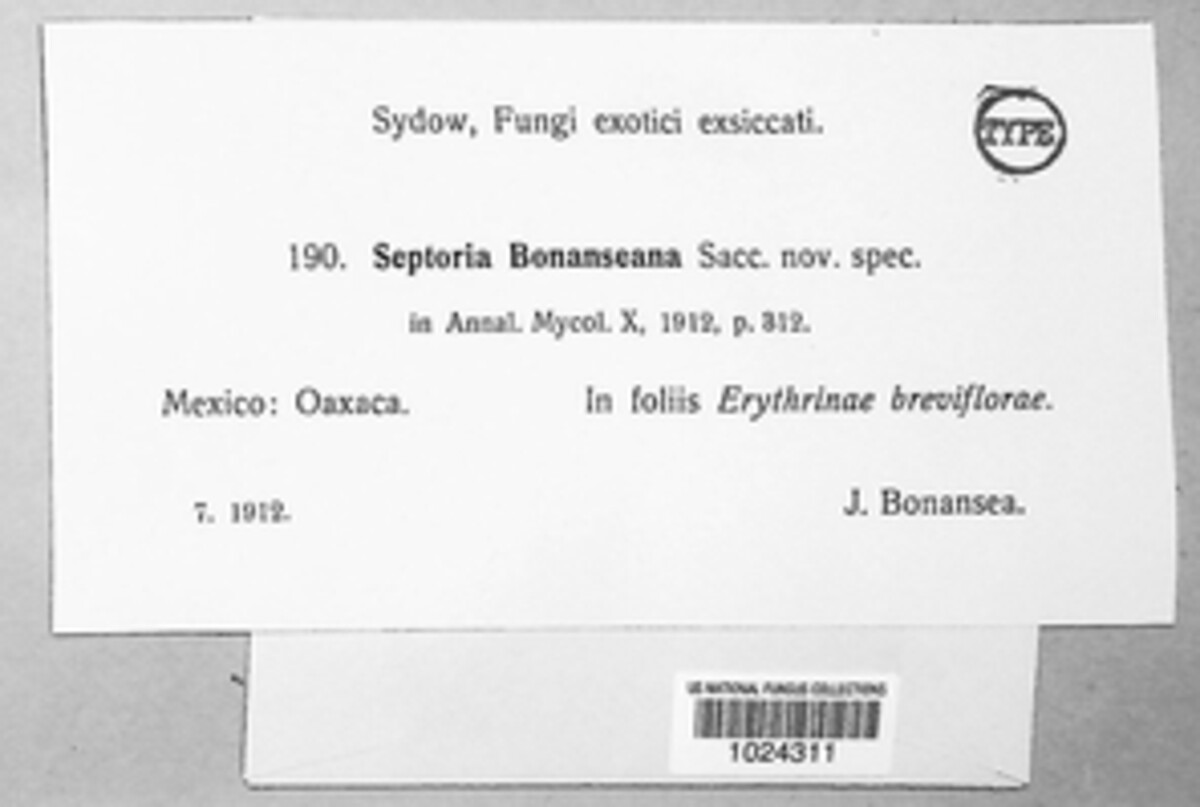 Sydow, Fungi exotici exsiccati.
TYPE
190. Septoria Bonanseana Sacc. nov. spec.
in Annal. Mycol. X, 1912, p. 312.
Mexico: Oaxaca.
In foliis Erythrinae breviflorae.
7. 1912.
J. Bonansea.
US NATIONAL FUNGUS COLLECTIONS
1024311